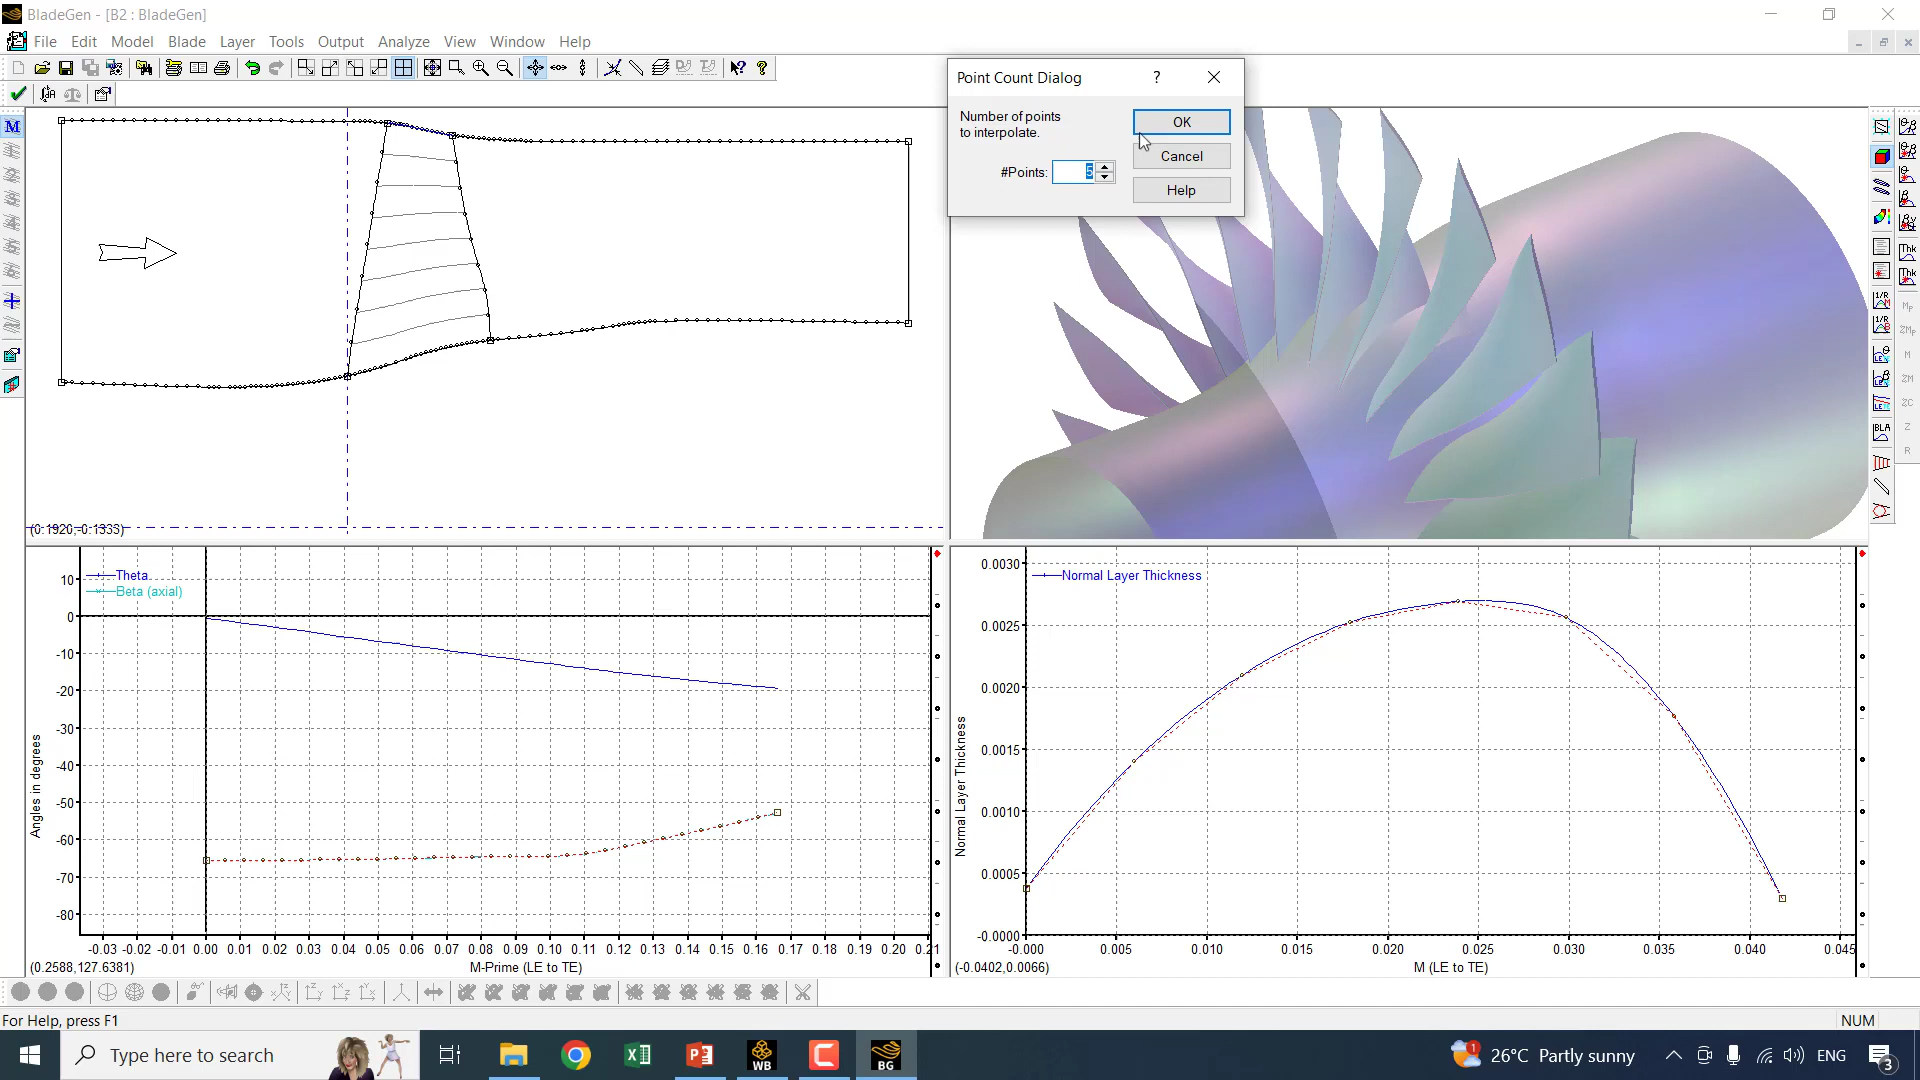 BladeGen - [B2 : BladeGen]
File Edit Model Blade Layer Tools Output Analyze View Window Help
Point Count Dialog ?
Number of points
to interpolate.
#Points: 5
OK
Cancel
Help
M
(0.1920,-0.1333)
Theta
Beta (axial)
10
0
-10
-20
-30
-40
-50
-60
-70
-80
Angles in degrees
-0.03 -0.02 -0.01 0.00 0.01 0.02 0.03 0.04 0.05 0.06 0.07 0.08 0.09 0.10 0.11 0.12 0.13 0.14 0.15 0.16 0.17 0.18 0.19 0.20 0.21
(0.2588,127.6381)
M-Prime (LE to TE)
Normal Layer Thickness
0.0030
0.0025
0.0020
0.0015
0.0010
0.0005
-0.0000
Normal Layer Thickness
-0.000 0.005 0.010 0.015 0.020 0.025 0.030 0.035 0.040 0.045
(-0.0402,0.0066)
M (LE to TE)
For Help, press F1
NUM
Type here to search
WB
BG
26°C Partly sunny
ENG
3